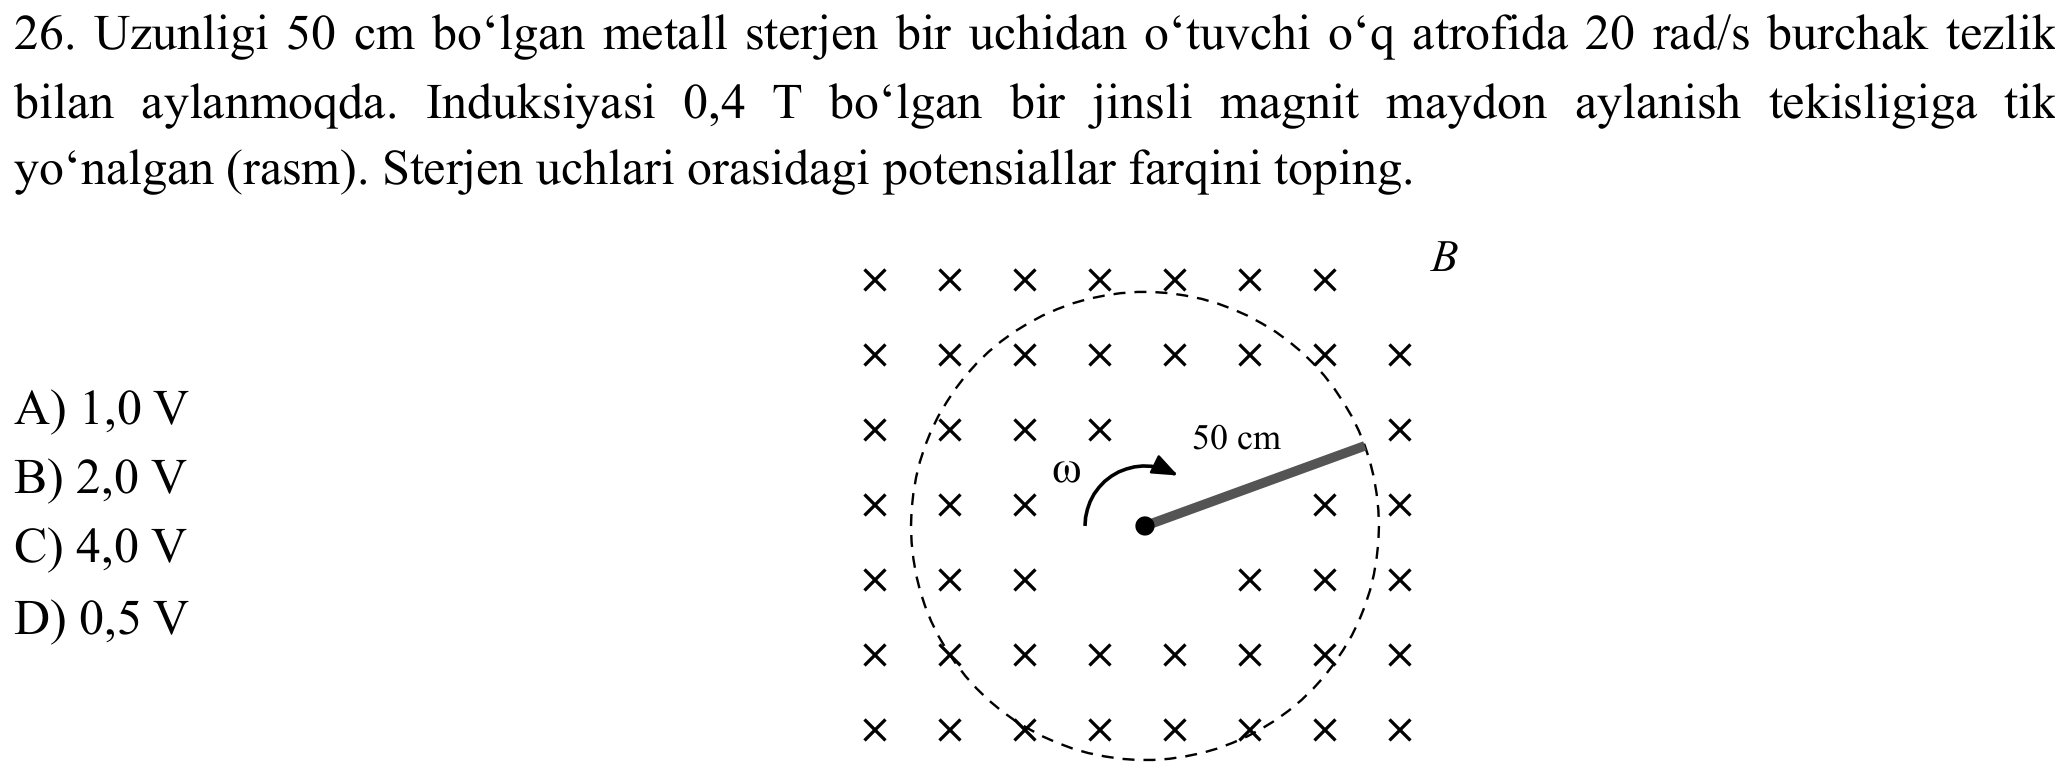 26. Uzunligi 50 cm bo‘lgan metall sterjen bir uchidan o‘tuvchi o‘q atrofida 20 rad/s burchak tezlik
bilan aylanmoqda. Induksiyasi 0,4 T bo‘lgan bir jinsli magnit maydon aylanish tekisligiga tik
yo‘nalgan (rasm). Sterjen uchlari orasidagi potensiallar farqini toping.
B
50 cm
ω
A) 1,0 V
B) 2,0 V
C) 4,0 V
D) 0,5 V